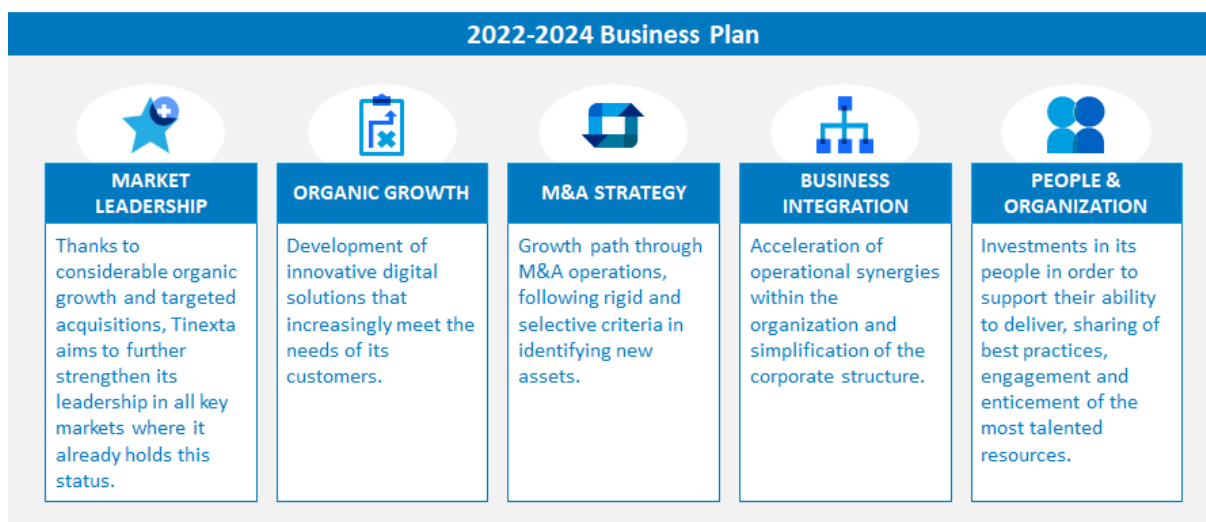 2022-2024 Business Plan
MARKET
LEADERSHIP
Thanks to
considerable organic
growth and targeted
acquisitions, Tinexta
aims to further
strengthen its
leadership in all key
markets where it
already holds this
status.
ORGANIC GROWTH
Development of
innovative digital
solutions that
increasingly meet the
needs of its
customers.
M&A STRATEGY
Growth path through
M&A operations,
following rigid and
selective criteria in
identifying new
assets.
BUSINESS
INTEGRATION
Acceleration of
operational synergies
within the
organization and
simplification of the
corporate structure.
PEOPLE &
ORGANIZATION
Investments in its
people in order to
support their ability
to deliver, sharing of
best practices,
engagement and
enticement of the
most talented
resources.